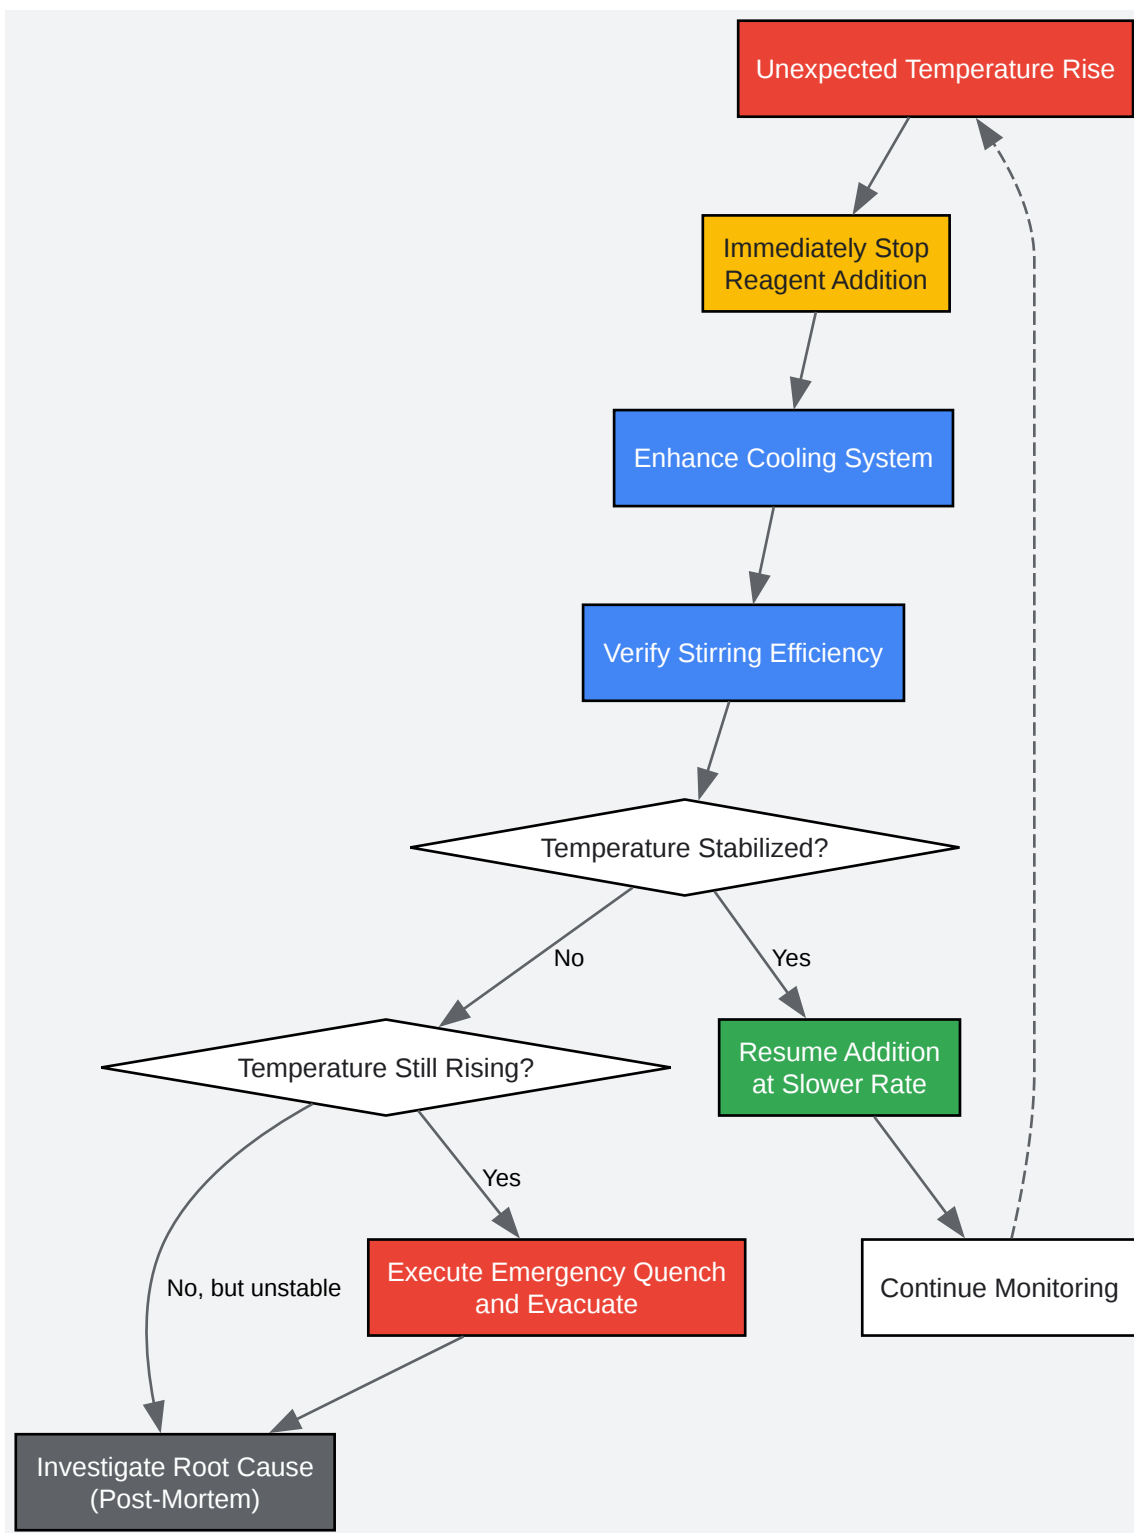 Unexpected Temperature Rise
Immediately Stop
Reagent Addition
Enhance Cooling System
Verify Stirring Efficiency
Temperature Stabilized?
No
Yes
Temperature Still Rising?
Resume Addition
at Slower Rate
Yes
No, but unstable
Execute Emergency Quench
and Evacuate
Continue Monitoring
Investigate Root Cause
(Post-Mortem)